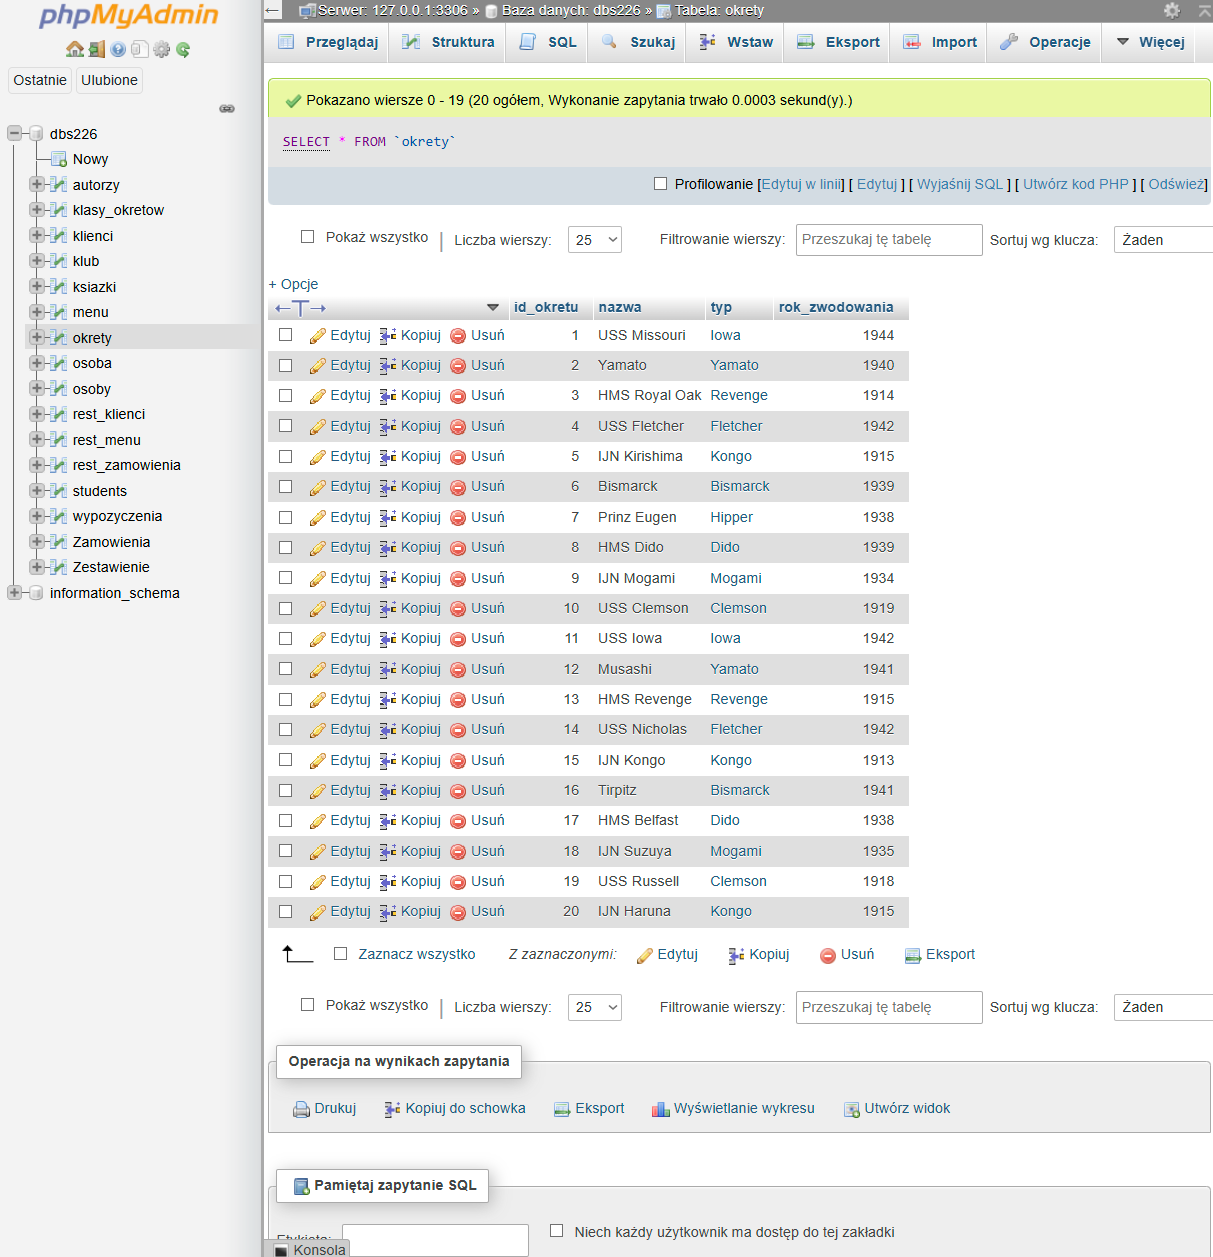 phpMyAdmin
Ostatnie Ulubione
dbs226
Nowy
autorzy
klasy_okretow
klienci
klub
ksiazki
menu
okrety
osoba
osoby
rest_klienci
rest_menu
rest_zamowienia
students
wypozyczenia
Zamowienia
Zestawienie
information_schema
Serwer: 127.0.0.1:3306 » Baza danych: dbs226 » Tabela: okrety
Przeglądaj Struktura SQL Szukaj Wstaw Eksport Import Operacje Więcej
Pokazano wiersze 0 - 19 (20 ogółem, Wykonanie zapytania trwało 0.0003 sekund(y).)
SELECT * FROM `okrety`
Profilowanie [Edytuj w linii] [ Edytuj ] [ Wyjaśnij SQL ] [ Utwórz kod PHP ] [ Odśwież]
Pokaż wszystko | Liczba wierszy: 25 Filtrowanie wierszy: Przeszukaj tę tabelę Sortuj wg klucza: Żaden
+ Opcje
←T→ id_okretu nazwa typ rok_zwodowania
Edytuj Kopiuj Usuń 1 USS Missouri Iowa 1944
Edytuj Kopiuj Usuń 2 Yamato Yamato 1940
Edytuj Kopiuj Usuń 3 HMS Royal Oak Revenge 1914
Edytuj Kopiuj Usuń 4 USS Fletcher Fletcher 1942
Edytuj Kopiuj Usuń 5 IJN Kirishima Kongo 1915
Edytuj Kopiuj Usuń 6 Bismarck Bismarck 1939
Edytuj Kopiuj Usuń 7 Prinz Eugen Hipper 1938
Edytuj Kopiuj Usuń 8 HMS Dido Dido 1939
Edytuj Kopiuj Usuń 9 IJN Mogami Mogami 1934
Edytuj Kopiuj Usuń 10 USS Clemson Clemson 1919
Edytuj Kopiuj Usuń 11 USS Iowa Iowa 1942
Edytuj Kopiuj Usuń 12 Musashi Yamato 1941
Edytuj Kopiuj Usuń 13 HMS Revenge Revenge 1915
Edytuj Kopiuj Usuń 14 USS Nicholas Fletcher 1942
Edytuj Kopiuj Usuń 15 IJN Kongo Kongo 1913
Edytuj Kopiuj Usuń 16 Tirpitz Bismarck 1941
Edytuj Kopiuj Usuń 17 HMS Belfast Dido 1938
Edytuj Kopiuj Usuń 18 IJN Suzuya Mogami 1935
Edytuj Kopiuj Usuń 19 USS Russell Clemson 1918
Edytuj Kopiuj Usuń 20 IJN Haruna Kongo 1915
Zaznacz wszystko Z zaznaczonymi: Edytuj Kopiuj Usuń Eksport
Pokaż wszystko | Liczba wierszy: 25 Filtrowanie wierszy: Przeszukaj tę tabelę Sortuj wg klucza: Żaden
Operacja na wynikach zapytania
Drukuj Kopiuj do schowka Eksport Wyświetlanie wykresu Utwórz widok
Pamiętaj zapytanie SQL
Etykieta: Niech każdy użytkownik ma dostęp do tej zakładki
Konsola